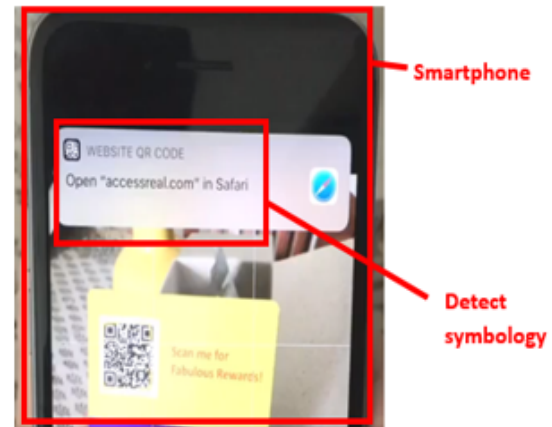 Smartphone
WEBSITE QR CODE
Open "accessreal.com" in Safari
Detect
symbology
Scan me for
Fabulous Rewards!